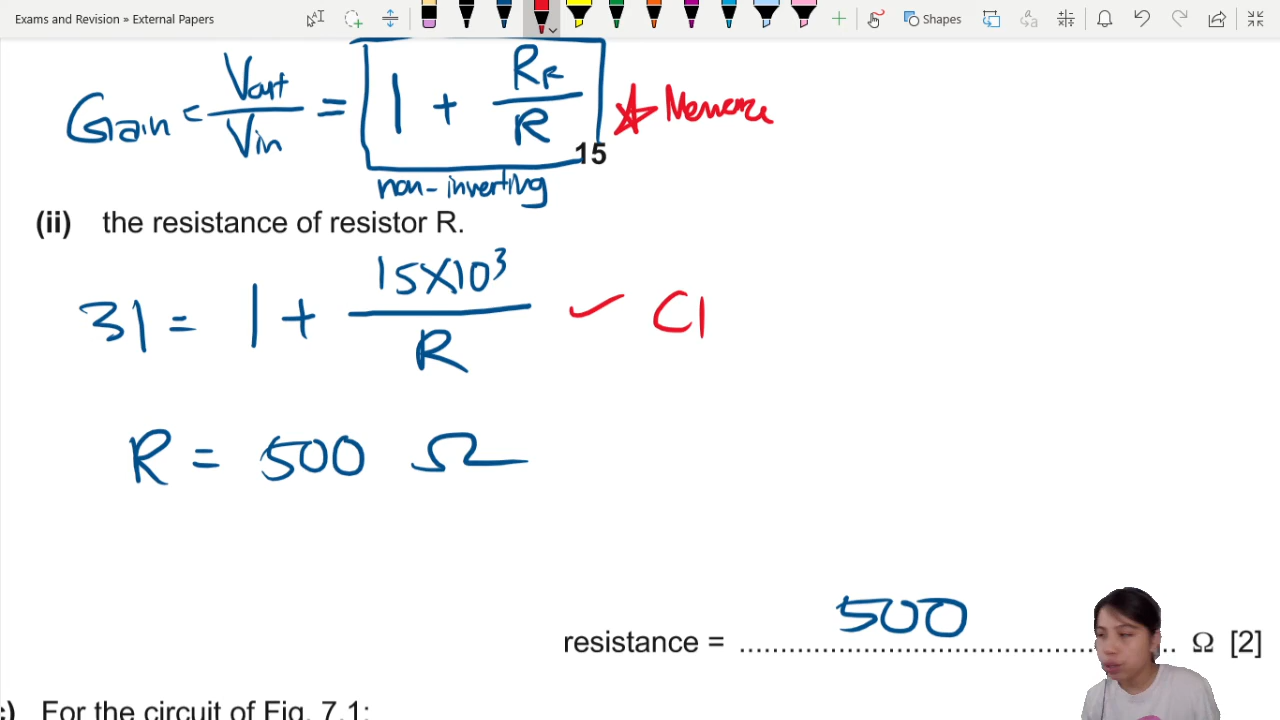 Exams and Revision » External Papers
Shapes
Gain = Vout / Vin = 1 + RF / R
15
non-inverting
(ii) the resistance of resistor R.
31 = 1 + 15×10³ / R ✓ C1
R = 500 Ω
500
resistance = .......................................................... Ω [2]
For the circuit of Fig. 7.1: